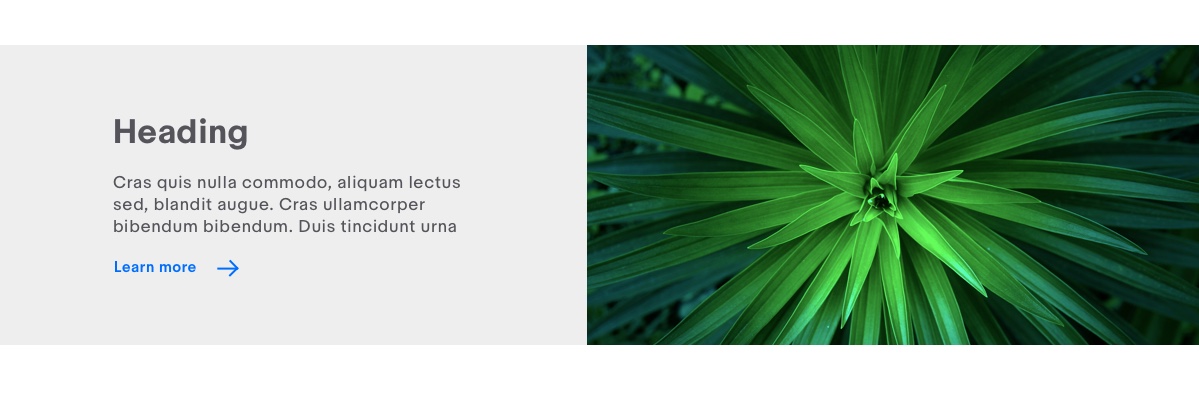 Heading
Cras quis nulla commodo, aliquam lectus
sed, blandit augue. Cras ullamcorper
bibendum bibendum. Duis tincidunt urna
Learn more